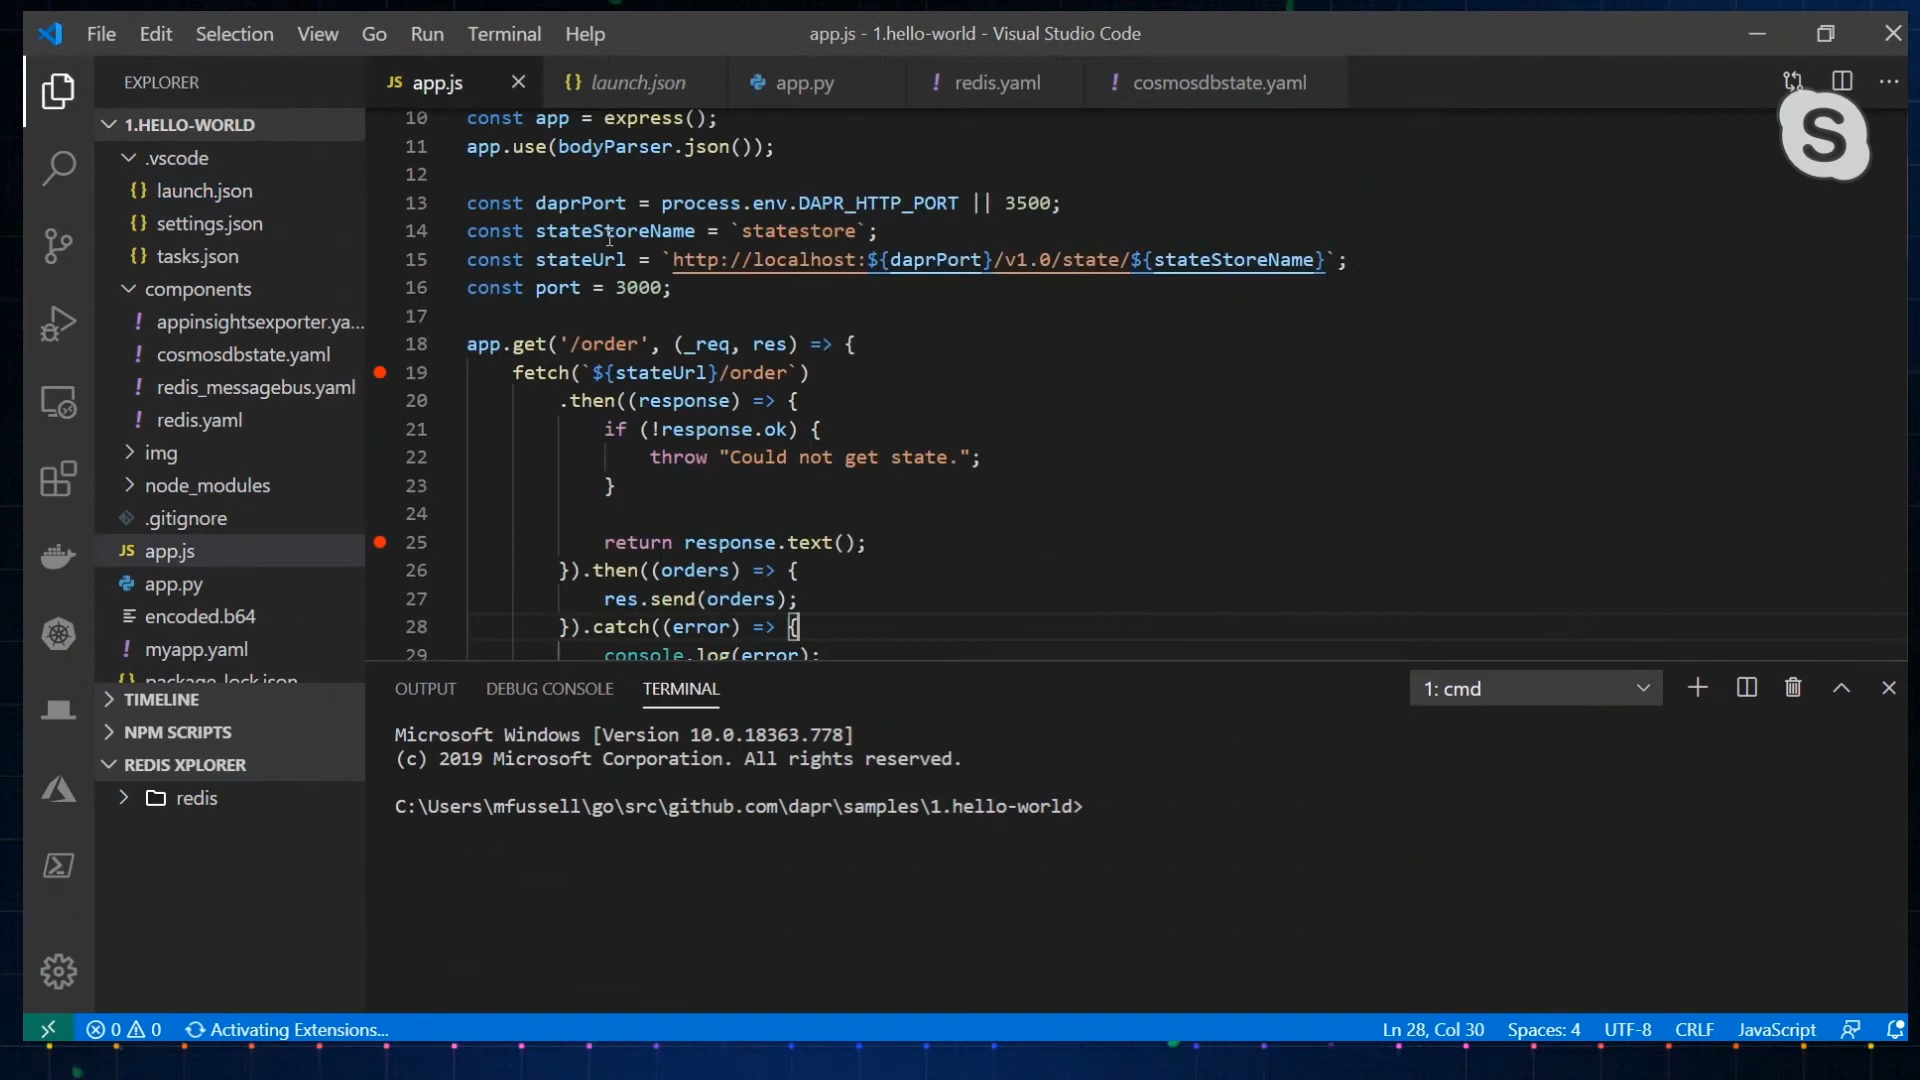 File Edit Selection View Go Run Terminal Help
app.js - 1.hello-world - Visual Studio Code
EXPLORER
JS app.js
{} launch.json
app.py
! redis.yaml
! cosmosdbstate.yaml
S
1.HELLO-WORLD
.vscode
{} launch.json
{} settings.json
{} tasks.json
components
! appinsightsexporter.ya...
! cosmosdbstate.yaml
! redis_messagebus.yaml
! redis.yaml
img
node_modules
.gitignore
JS app.js
app.py
encoded.b64
! myapp.yaml
{} package_lock.json
TIMELINE
NPM SCRIPTS
REDIS XPLORER
redis
10 const app = express();
11 app.use(bodyParser.json());
12
13 const daprPort = process.env.DAPR_HTTP_PORT || 3500;
14 const stateStoreName = `statestore`;
15 const stateUrl = `http://localhost:${daprPort}/v1.0/state/${stateStoreName}`;
16 const port = 3000;
17
18 app.get('/order', (_req, res) => {
19 fetch(`${stateUrl}/order`)
20 .then((response) => {
21 if (!response.ok) {
22 throw "Could not get state.";
23 }
24
25 return response.text();
26 }).then((orders) => {
27 res.send(orders);
28 }).catch((error) => {
29 console.log(error);
OUTPUT DEBUG CONSOLE TERMINAL
1: cmd
Microsoft Windows [Version 10.0.18363.778]
(c) 2019 Microsoft Corporation. All rights reserved.
C:\Users\mfussell\go\src\github.com\dapr\samples\1.hello-world>
0 0 Activating Extensions...
Ln 28, Col 30 Spaces: 4 UTF-8 CRLF JavaScript